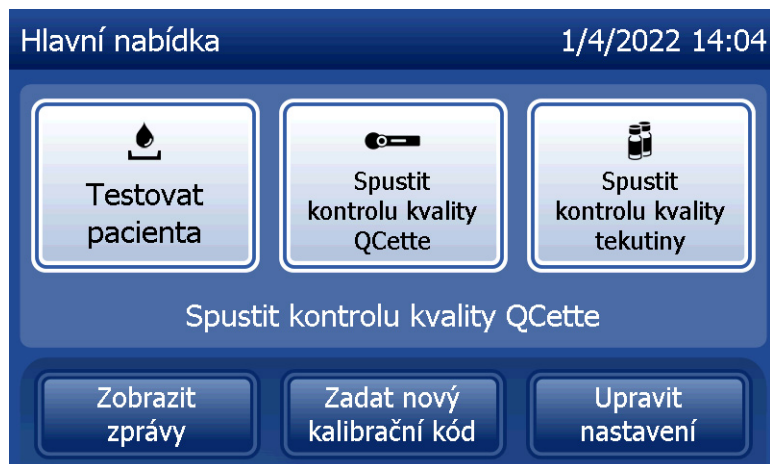 Hlavní nabídka 1/4/2022 14:04
Testovat
pacienta
Spustit
kontrolu kvality
QCette
Spustit
kontrolu kvality
tekutiny
Spustit kontrolu kvality QCette
Zobrazit
zprávy
Zadat nový
kalibrační kód
Upravit
nastavení